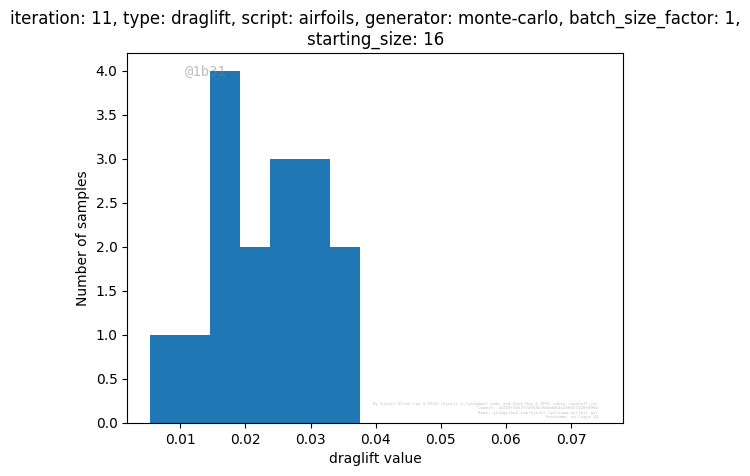 iteration: 11, type: draglift, script: airfoils, generator: monte-carlo, batch_size_factor: 1,
starting_size: 16
@1b31
4.0
3.5
3.0
2.5
2.0
1.5
1.0
0.5
0.0
Number of samples
0.01 0.02 0.03 0.04 0.05 0.06 0.07
draglift value